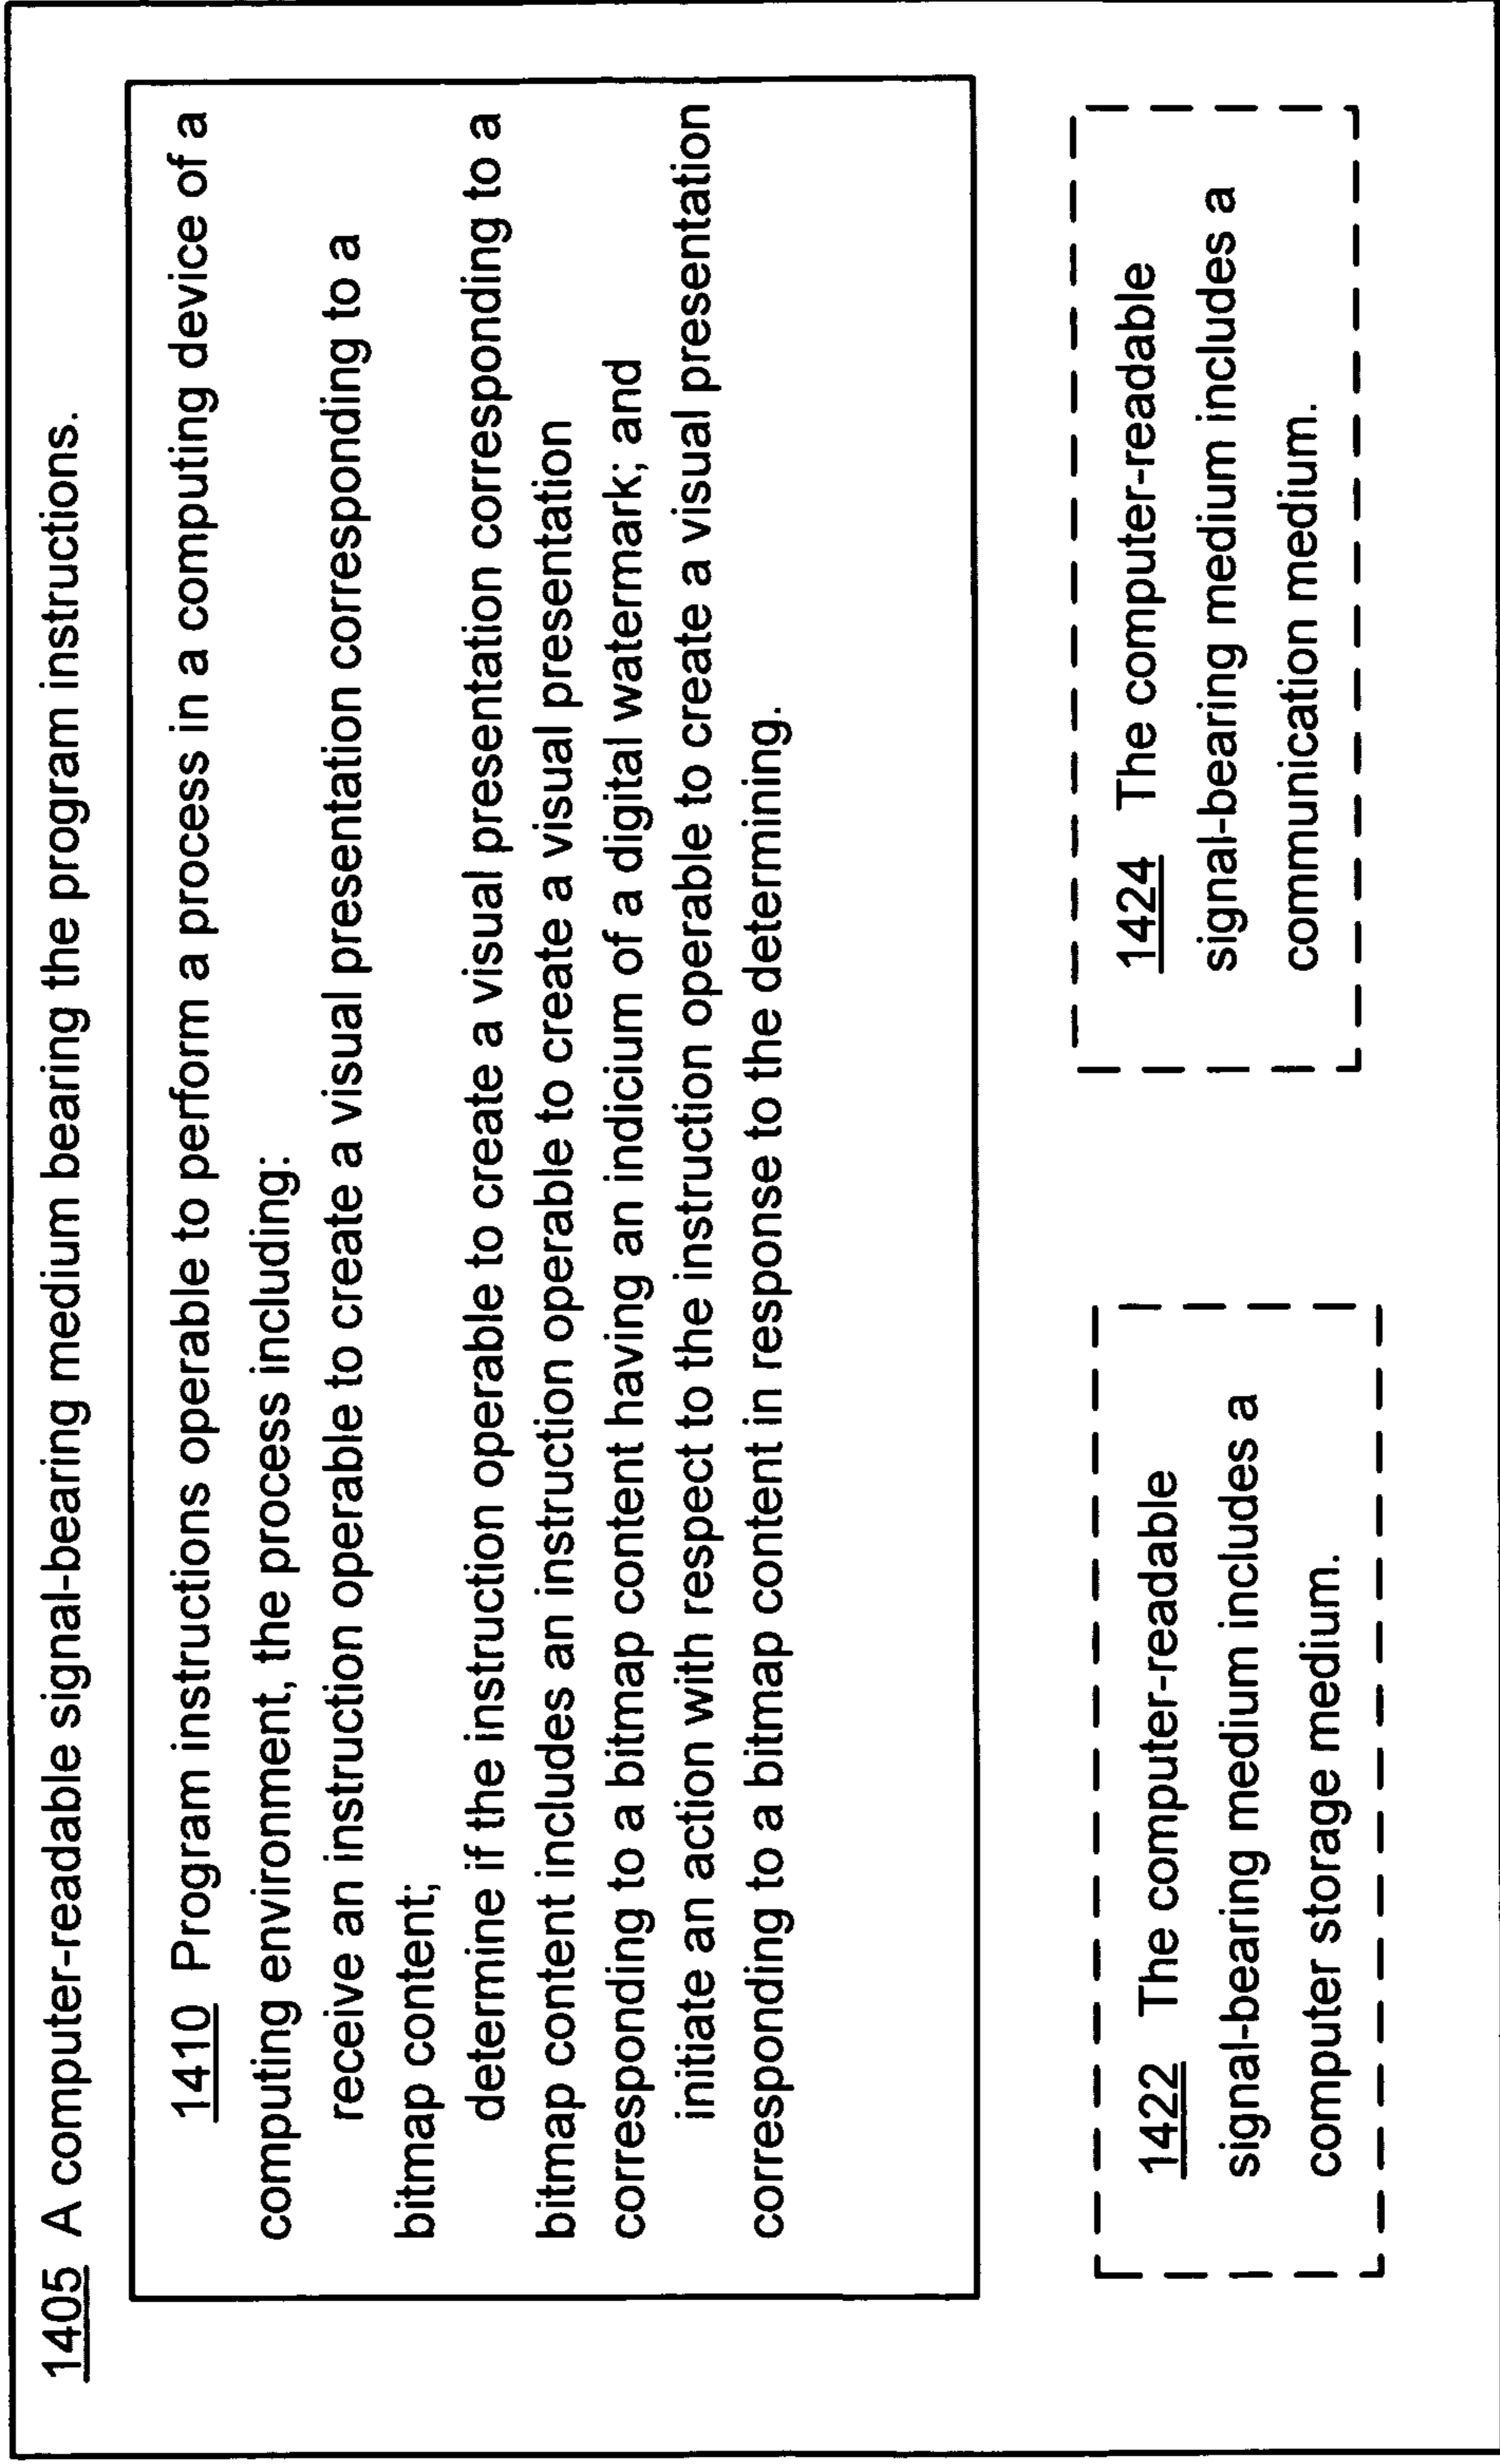 1405 A computer-readable signal-bearing medium bearing the program instructions.
1410 Program instructions operable to perform a process in a computing device of a
computing environment, the process including:
receive an instruction operable to create a visual presentation corresponding to a
bitmap content;
determine if the instruction operable to create a visual presentation corresponding to a
bitmap content includes an instruction operable to create a visual presentation
corresponding to a bitmap content having an indicium of a digital watermark; and
initiate an action with respect to the instruction operable to create a visual presentation
corresponding to a bitmap content in response to the determining.
1422 The computer-readable
signal-bearing medium includes a
computer storage medium.
1424 The computer-readable
signal-bearing medium includes a
communication medium.